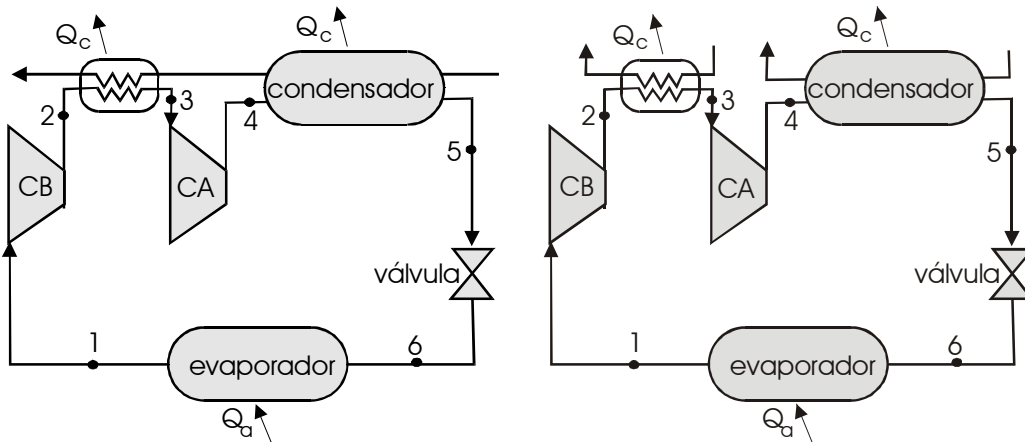 Qc
Qc
condensador
2
3
4
5
CB
CA
válvula
1
evaporador
6
Qa
Qc
Qc
condensador
2
3
4
5
CB
CA
válvula
1
evaporador
6
Qa